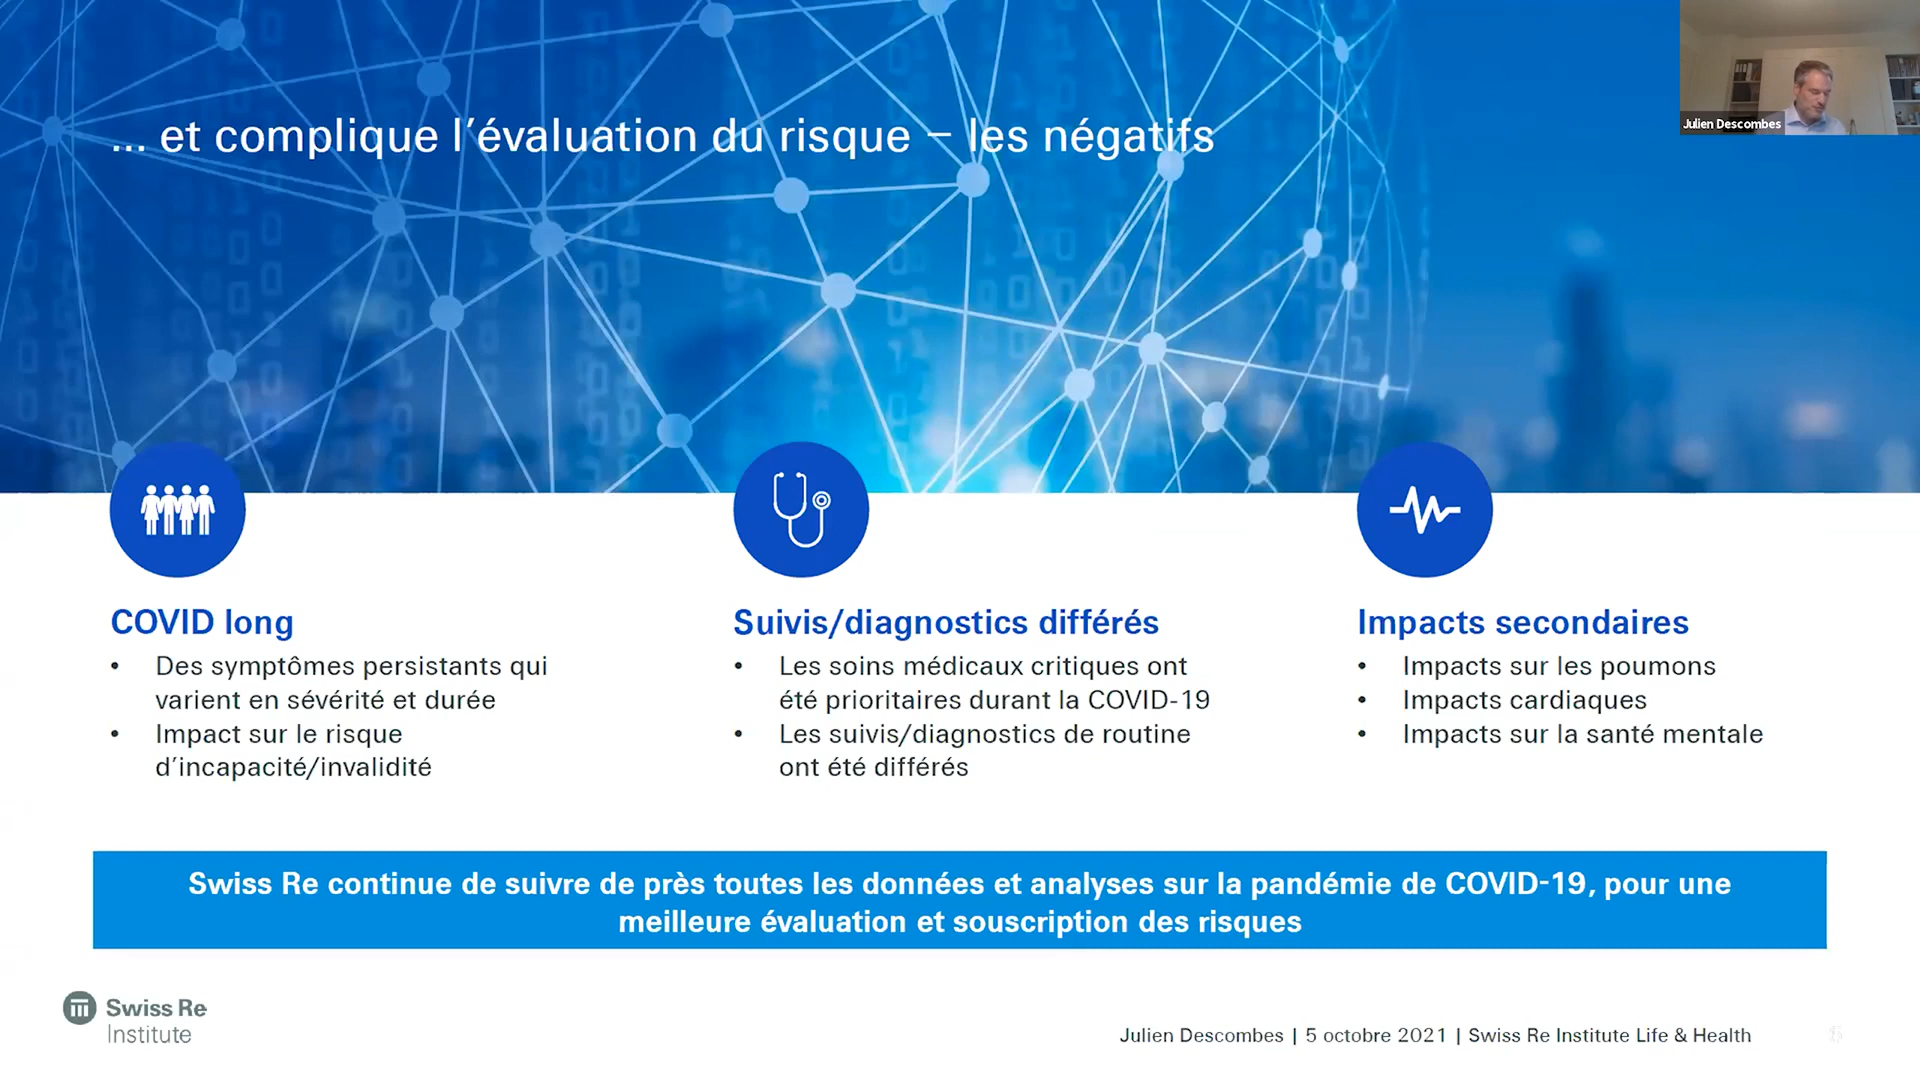 ... et complique l'évaluation du risque – les négatifs
Julien Descombes
COVID long
• Des symptômes persistants qui
varient en sévérité et durée
• Impact sur le risque
d'incapacité/invalidité
Suivis/diagnostics différés
• Les soins médicaux critiques ont
été prioritaires durant la COVID-19
• Les suivis/diagnostics de routine
ont été différés
Impacts secondaires
• Impacts sur les poumons
• Impacts cardiaques
• Impacts sur la santé mentale
Swiss Re continue de suivre de près toutes les données et analyses sur la pandémie de COVID-19, pour une
meilleure évaluation et souscription des risques
Swiss Re
Institute
Julien Descombes | 5 octobre 2021 | Swiss Re Institute Life & Health